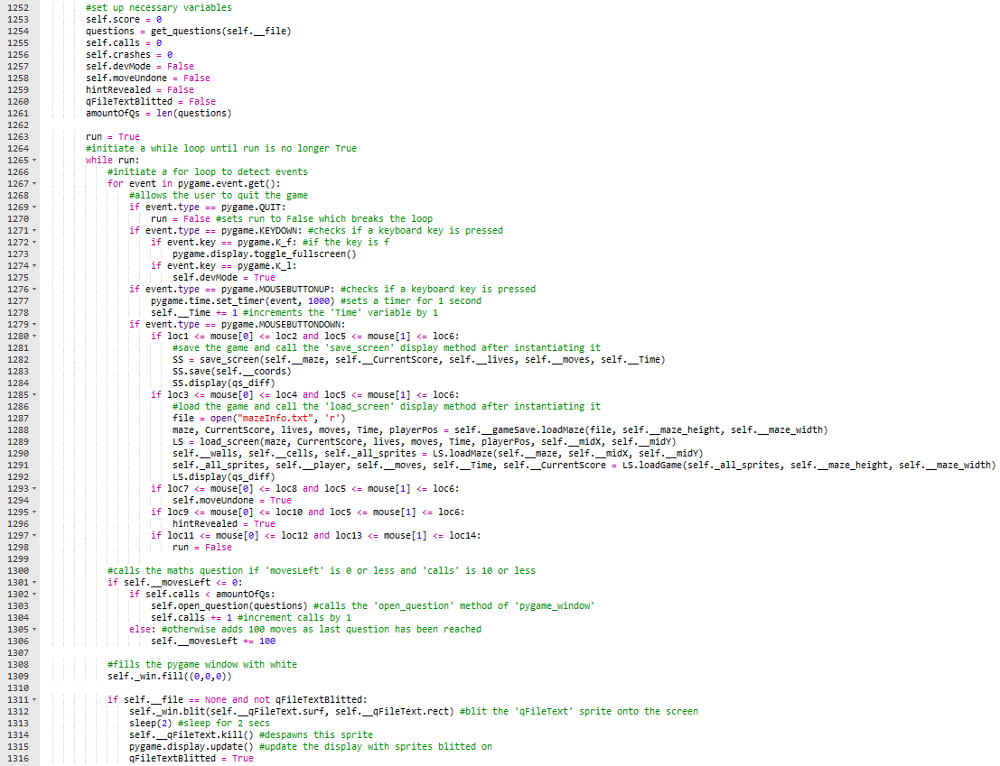 1252 #set up necessary variables
1253 self.score = 0
1254 questions = get_questions(self.__file)
1255 self.calls = 0
1256 self.crashes = 0
1257 self.devMode = False
1258 self.moveUndone = False
1259 hintRevealed = False
1260 qFileTextBlitted = False
1261 amountOfQs = len(questions)
1262
1263 run = True
1264 #initiate a while loop until run is no longer True
1265 while run:
1266 #initiate a for loop to detect events
1267 for event in pygame.event.get():
1268 #allows the user to quit the game
1269 if event.type == pygame.QUIT:
1270 run = False #sets run to False which breaks the loop
1271 if event.type == pygame.KEYDOWN: #checks if a keyboard key is pressed
1272 if event.key == pygame.K_f: #if the key is f
1273 pygame.display.toggle_fullscreen()
1274 if event.key == pygame.K_l:
1275 self.devMode = True
1276 if event.type == pygame.MOUSEBUTTONUP: #checks if a keyboard key is pressed
1277 pygame.time.set_timer(event, 1000) #sets a timer for 1 second
1278 self.__Time += 1 #increments the 'Time' variable by 1
1279 if event.type == pygame.MOUSEBUTTONDOWN:
1280 if loc1 <= mouse[0] <= loc2 and loc5 <= mouse[1] <= loc6:
1281 #save the game and call the 'save_screen' display method after instantiating it
1282 SS = save_screen(self.__maze, self.__CurrentScore, self.__lives, self.__moves, self.__Time)
1283 SS.save(self.__coords)
1284 SS.display(qs_diff)
1285 if loc3 <= mouse[0] <= loc4 and loc5 <= mouse[1] <= loc6:
1286 #load the game and call the 'load_screen' display method after instantiating it
1287 file = open("mazeInfo.txt", 'r')
1288 maze, CurrentScore, lives, moves, Time, playerPos = self.__gameSave.loadMaze(file, self.__maze_height, self.__maze_width)
1289 LS = load_screen(maze, CurrentScore, lives, moves, Time, playerPos, self.__midX, self.__midY)
1290 self.__walls, self.__cells, self._all_sprites = LS.loadMaze(self.__maze, self.__midX, self.__midY)
1291 self._all_sprites, self.__player, self.__moves, self.__Time, self.__CurrentScore = LS.loadGame(self._all_sprites, self.__maze_height, self.__maze_width)
1292 LS.display(qs_diff)
1293 if loc7 <= mouse[0] <= loc8 and loc5 <= mouse[1] <= loc6:
1294 self.moveUndone = True
1295 if loc9 <= mouse[0] <= loc10 and loc5 <= mouse[1] <= loc6:
1296 hintRevealed = True
1297 if loc11 <= mouse[0] <= loc12 and loc13 <= mouse[1] <= loc14:
1298 run = False
1299
1300 #calls the maths question if 'movesLeft' is 0 or less and 'calls' is 10 or less
1301 if self.__movesLeft <= 0:
1302 if self.calls < amountOfQs:
1303 self.open_question(questions) #calls the 'open_question' method of 'pygame_window'
1304 self.calls += 1 #increment calls by 1
1305 else: #otherwise adds 100 moves as last question has been reached
1306 self.__movesLeft += 100
1307
1308 #fills the pygame window with white
1309 self._win.fill((0,0,0))
1310
1311 if self.__file == None and not qFileTextBlitted:
1312 self._win.blit(self.__qFileText.surf, self.__qFileText.rect) #blit the 'qFileText' sprite onto the screen
1313 sleep(2) #sleep for 2 secs
1314 self.__qFileText.kill() #despawns this sprite
1315 pygame.display.update() #update the display with sprites blitted on
1316 qFileTextBlitted = True